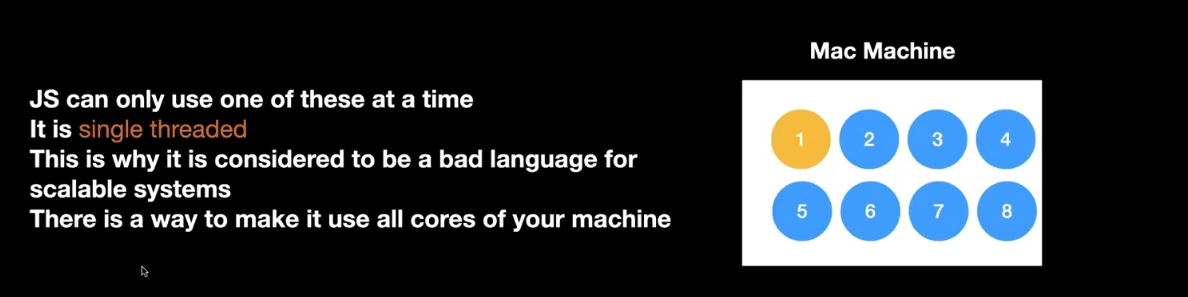 JS can only use one of these at a time
It is single threaded
This is why it is considered to be a bad language for
scalable systems
There is a way to make it use all cores of your machine
Mac Machine
1 2 3 4
5 6 7 8